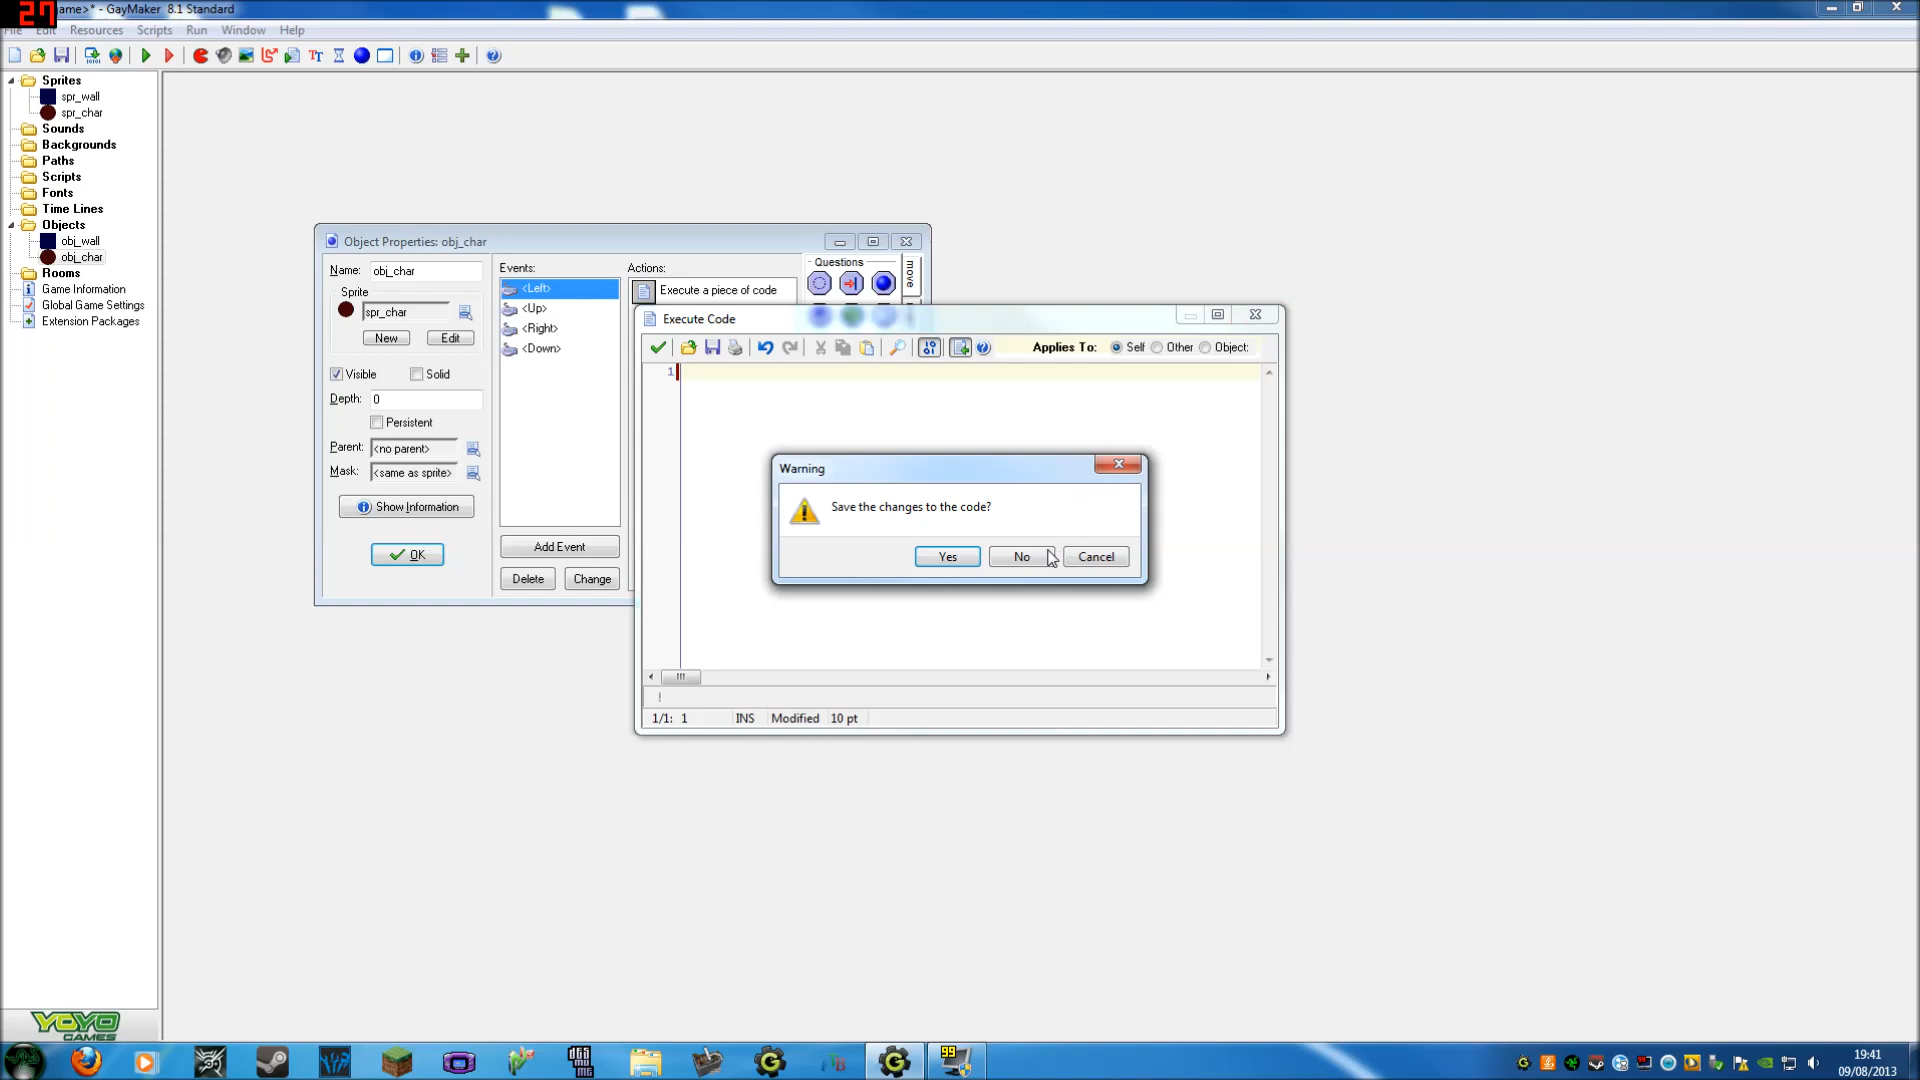 27
game>* - GayMaker 8.1 Standard
File Edit Resources Scripts Run Window Help
Sprites
spr_wall
spr_char
Sounds
Backgrounds
Paths
Scripts
Fonts
Time Lines
Objects
obj_wall
obj_char
Rooms
Game Information
Global Game Settings
Extension Packages
Object Properties: obj_char
Name: obj_char
Sprite
spr_char
New Edit
Visible Solid
Depth: 0
Persistent
Parent: <no parent>
Mask: <same as sprite>
Show Information
OK
Events:
<Left>
<Up>
<Right>
<Down>
Add Event
Delete Change
Actions:
Execute a piece of code
Questions
move
Execute Code
Applies To: Self Other Object:
1
Warning
Save the changes to the code?
Yes No Cancel
1/1: 1 INS Modified 10 pt
YOYO
GAMES
99
19:41
09/08/2013